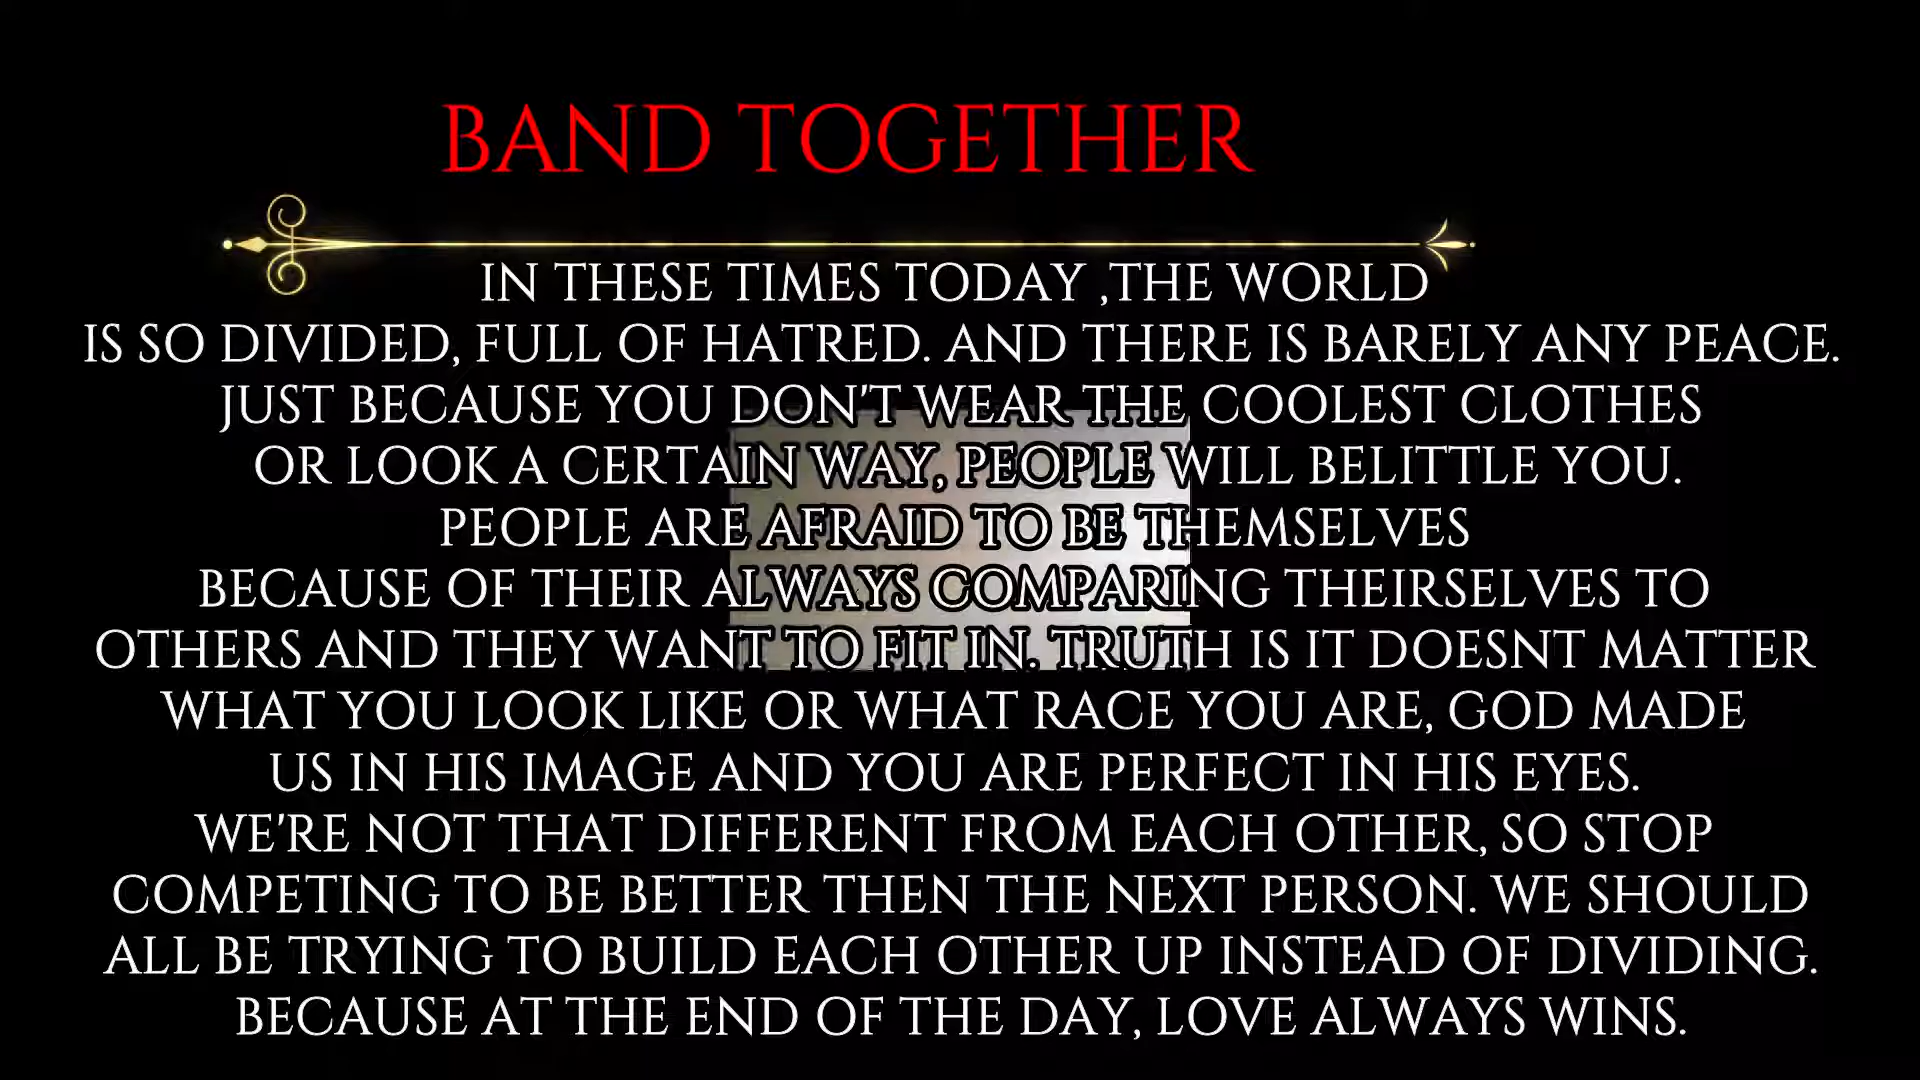 BAND TOGETHER
IN THESE TIMES TODAY ,THE WORLD
IS SO DIVIDED, FULL OF HATRED. AND THERE IS BARELY ANY PEACE.
JUST BECAUSE YOU DON'T WEAR THE COOLEST CLOTHES
OR LOOK A CERTAIN WAY, PEOPLE WILL BELITTLE YOU.
PEOPLE ARE AFRAID TO BE THEMSELVES
BECAUSE OF THEIR ALWAYS COMPARING THEIRSELVES TO
OTHERS AND THEY WANT TO FIT IN. TRUTH IS IT DOESNT MATTER
WHAT YOU LOOK LIKE OR WHAT RACE YOU ARE, GOD MADE
US IN HIS IMAGE AND YOU ARE PERFECT IN HIS EYES.
WE'RE NOT THAT DIFFERENT FROM EACH OTHER, SO STOP
COMPETING TO BE BETTER THEN THE NEXT PERSON. WE SHOULD
ALL BE TRYING TO BUILD EACH OTHER UP INSTEAD OF DIVIDING.
BECAUSE AT THE END OF THE DAY, LOVE ALWAYS WINS.